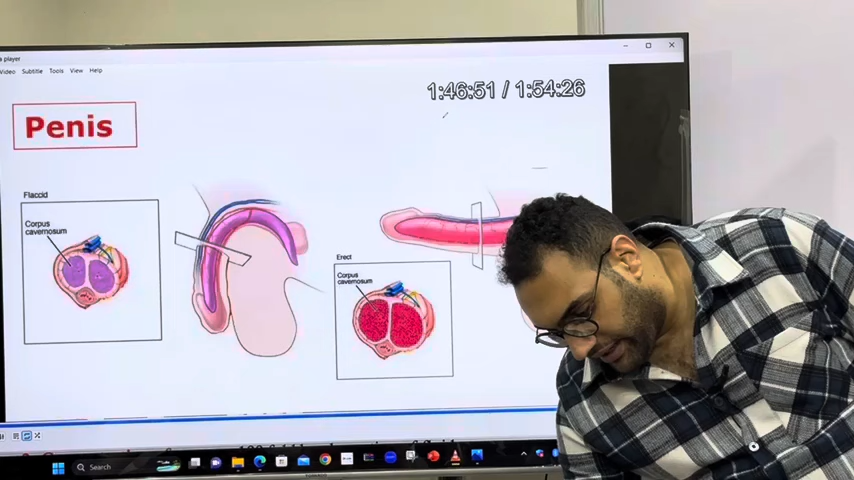 a player
Video Subtitle Tools View Help
1:46:51 / 1:54:26
Penis
Flaccid
Corpus
cavernosum
Erect
Corpus
cavernosum
Search